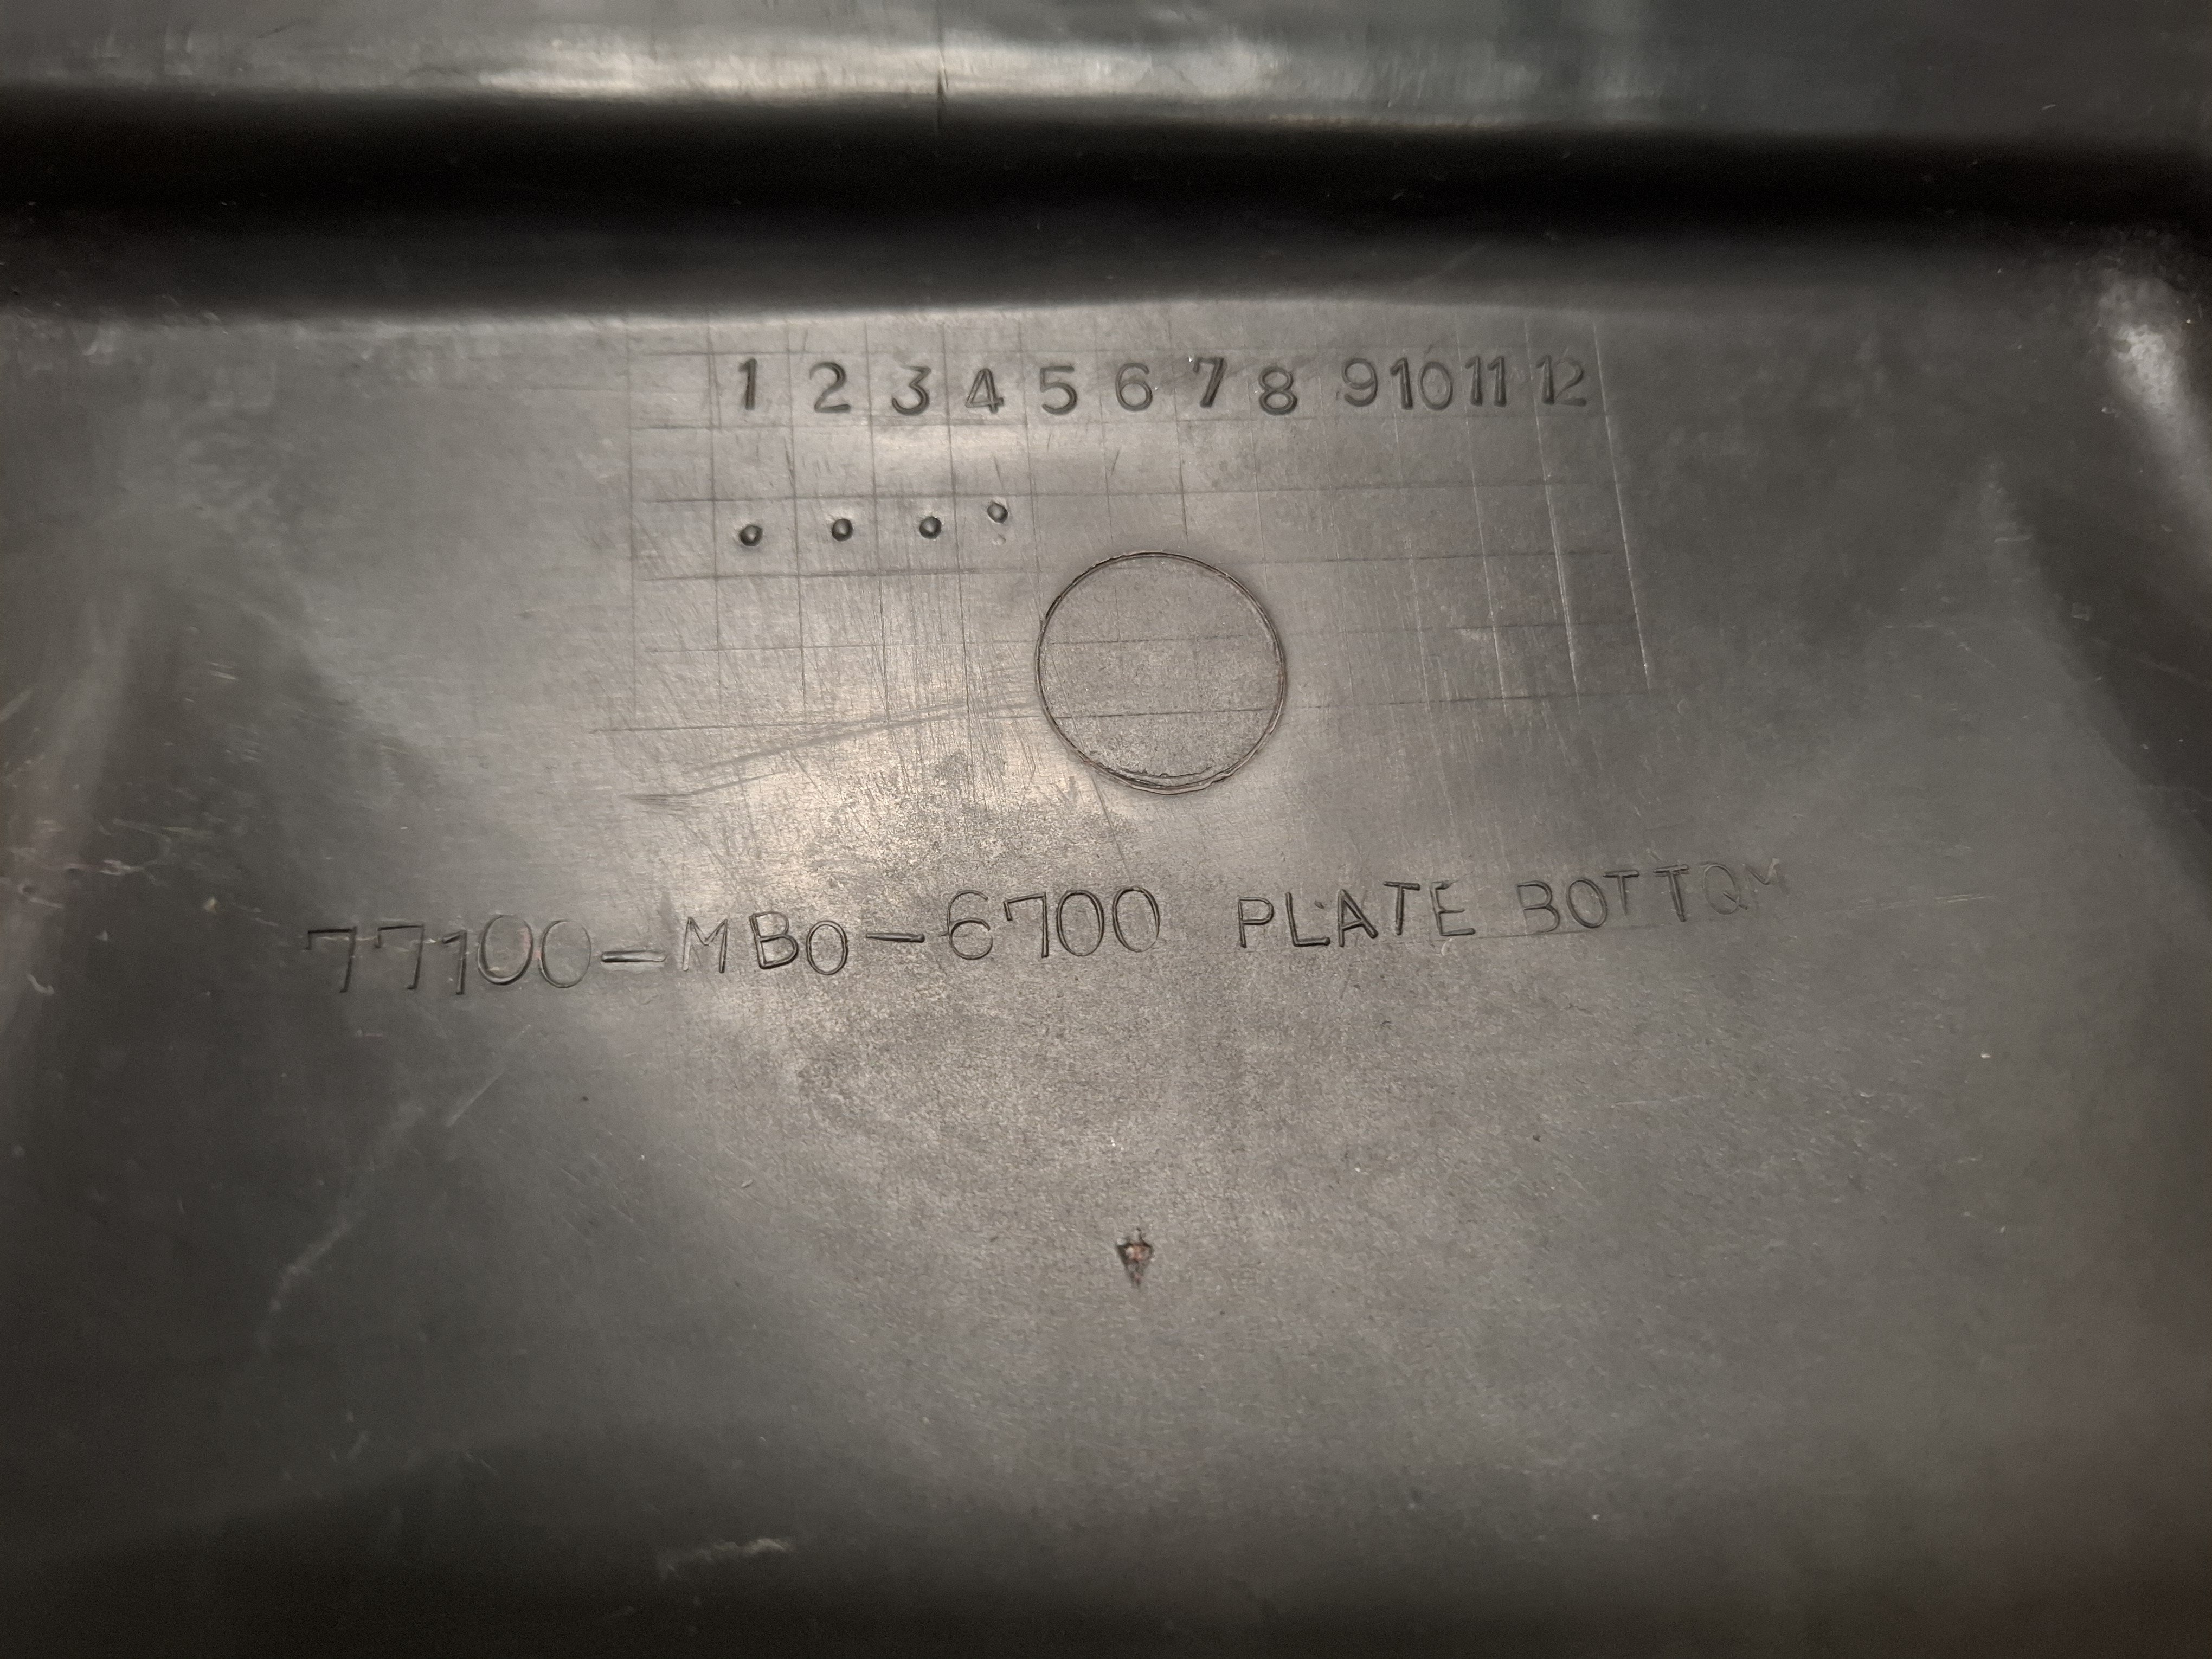 1 2 3 4 5 6 7 8 9 10 11 12
77100-MB0-6700 PLATE BOTTOM